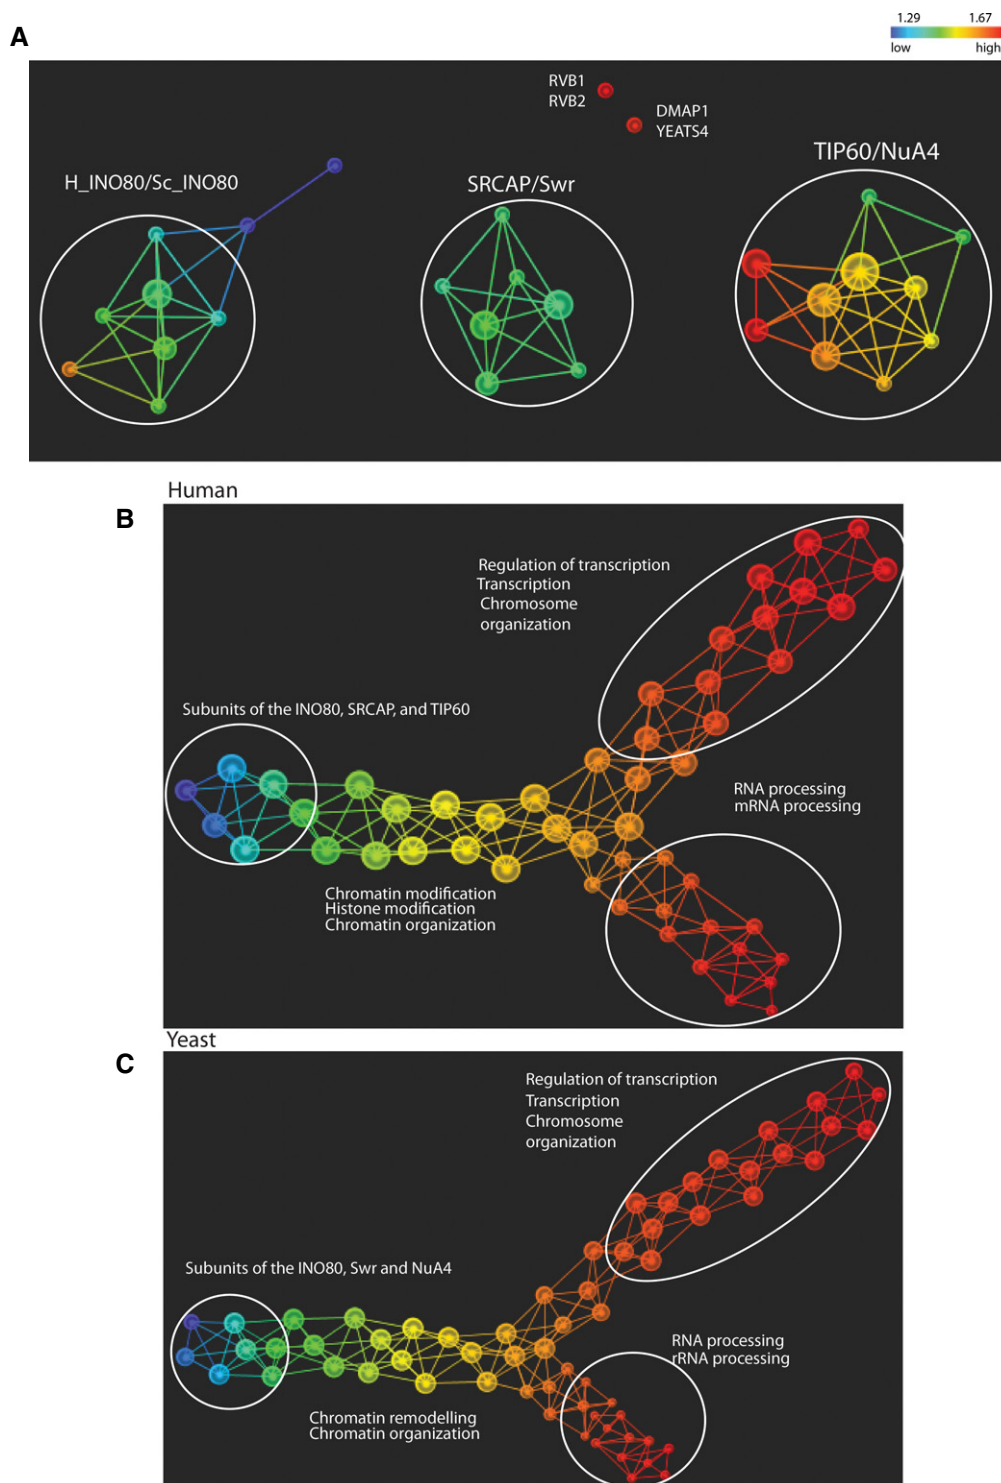 A
1.29 1.67
low high
RVB1
RVB2
DMAP1
YEATS4
H_INO80/Sc_INO80
SRCAP/Swr
TIP60/NuA4
Human
B
Regulation of transcription
Transcription
Chromosome
organization
Subunits of the INO80, SRCAP, and TIP60
RNA processing
mRNA processing
Chromatin modification
Histone modification
Chromatin organization
Yeast
C
Regulation of transcription
Transcription
Chromosome
organization
Subunits of the INO80, Swr and NuA4
RNA processing
rRNA processing
Chromatin remodelling
Chromatin organization